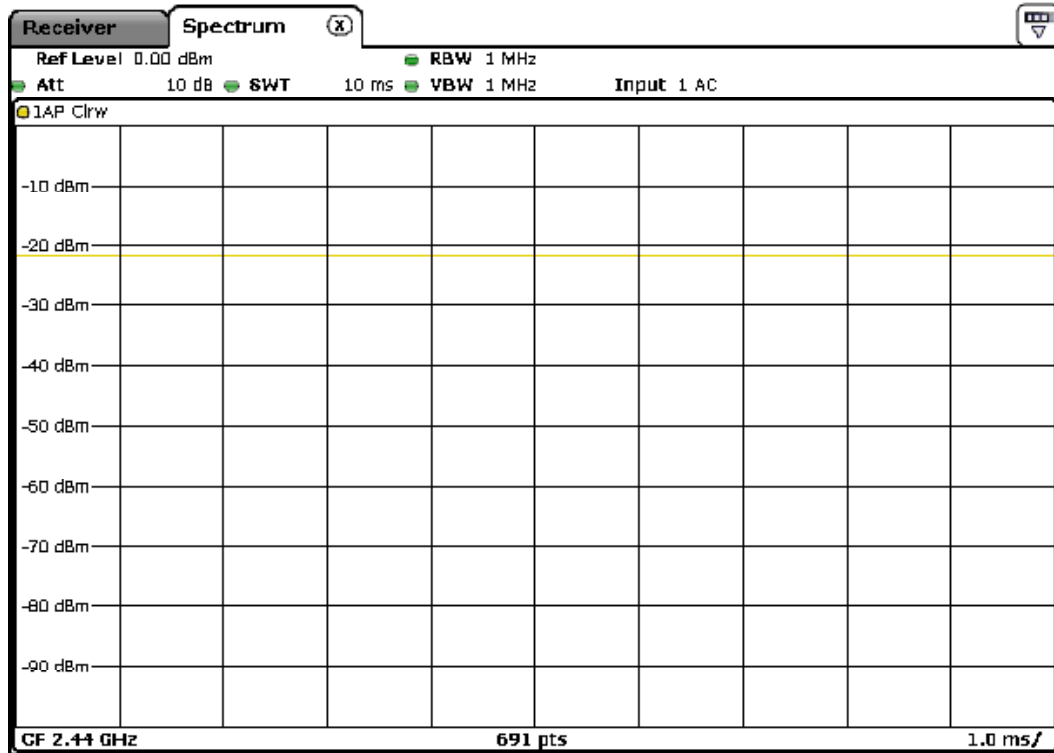 Receiver Spectrum X
Ref Level 0.00 dBm RBW 1 MHz
Att 10 dB SWT 10 ms VBW 1 MHz Input 1 AC
1AP Clrw
-10 dBm
-20 dBm
-30 dBm
-40 dBm
-50 dBm
-60 dBm
-70 dBm
-80 dBm
-90 dBm
CF 2.44 GHz 691 pts 1.0 ms/